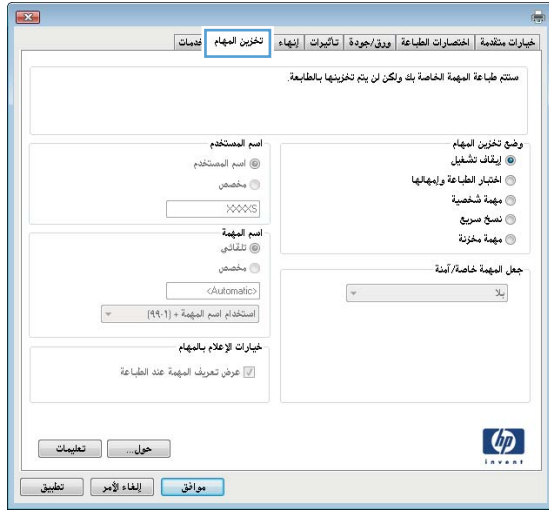 خيارات متقدمة
اختصارات الطباعة
ورق/جودة
تأثيرات
إنهاء
تخزين المهام
خدمات
ستتم طباعة المهمة الخاصة بك ولكن لن يتم تخزينها بالطابعة.
وضع تخزين المهام
إيقاف تشغيل
اختبار الطباعة وإمهالها
مهمة شخصية
نسخ سريع
مهمة مخزنة
جعل المهمة خاصة/آمنة
بلا
اسم المستخدم
اسم المستخدم
مخصص
XXXXS
اسم المهمة
تلقائي
مخصص
<Automatic>
استخدام اسم المهمة + (١-٩٩)
خيارات الإعلام بالمهام
عرض تعريف المهمة عند الطباعة
hp
invent
حول...
تعليمات
موافق
إلغاء الأمر
تطبيق